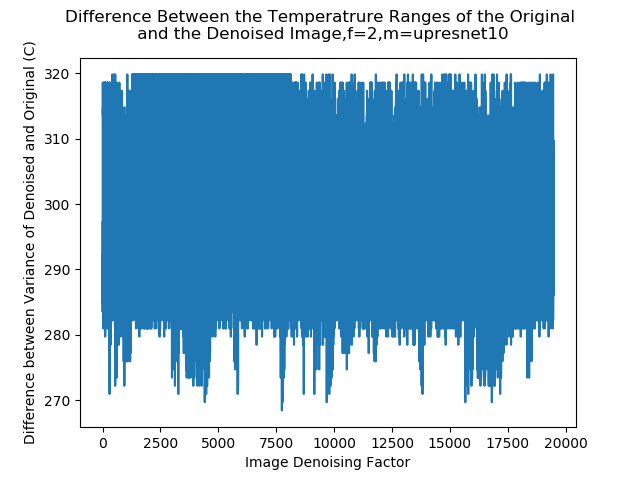 Difference Between the Temperatrure Ranges of the Original
and the Denoised Image,f=2,m=upresnet10
Difference between Variance of Denoised and Original (C)
320
310
300
290
280
270
0 2500 5000 7500 10000 12500 15000 17500 20000
Image Denoising Factor